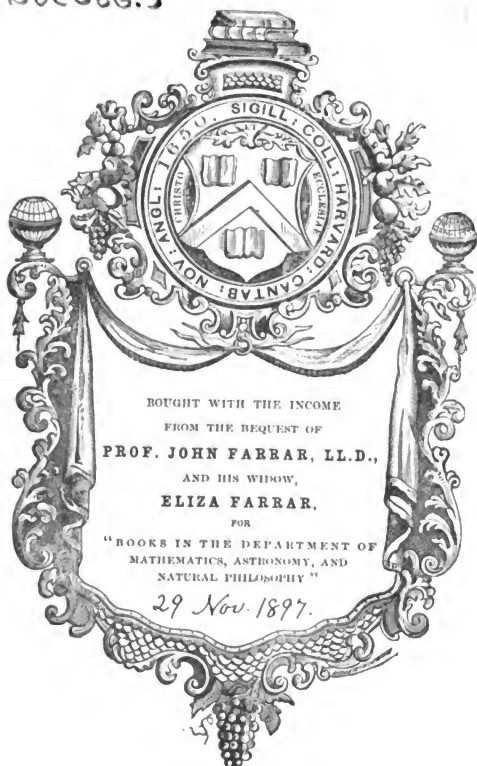 SIGILL: COLL: HARVARD: CANTAB: NOV: ANGL: 1650.
CHRISTO
ET
ECCLESIAE
BOUGHT WITH THE INCOME
FROM THE BEQUEST OF
PROF. JOHN FARRAR, LL.D.,
AND HIS WIDOW,
ELIZA FARRAR,
FOR
"BOOKS IN THE DEPARTMENT OF
MATHEMATICS, ASTRONOMY, AND
NATURAL PHILOSOPHY"
29 Nov. 1897.